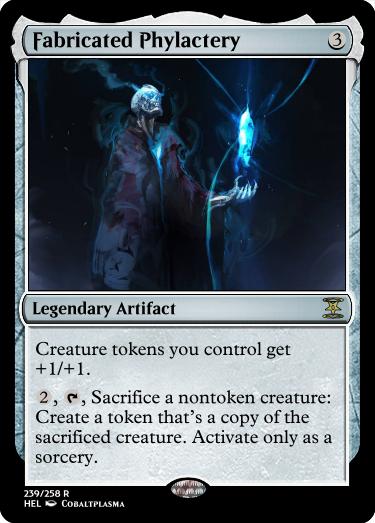 Fabricated Phylactery 3
Legendary Artifact
Creature tokens you control get
+1/+1.
2, , Sacrifice a nontoken creature:
Create a token that's a copy of the
sacrificed creature. Activate only as a
sorcery.
239/258 R
HEL Cobaltplasma